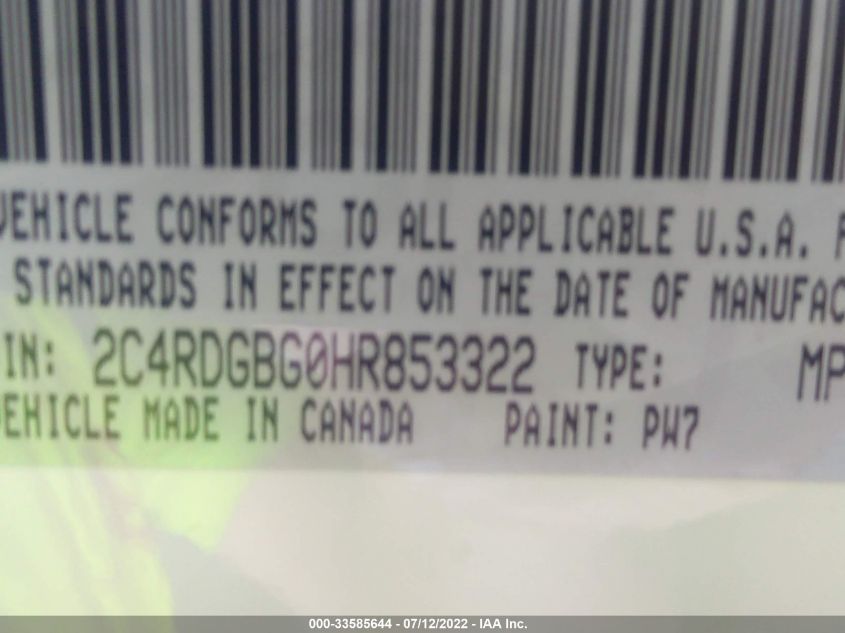 VEHICLE CONFORMS TO ALL APPLICABLE U.S.A. F
STANDARDS IN EFFECT ON THE DATE OF MANUFAC
IN: 2C4RDGBG0HR853322 TYPE: MP
VEHICLE MADE IN CANADA PAINT: PW7
000-33585644 - 07/12/2022 - IAA Inc.